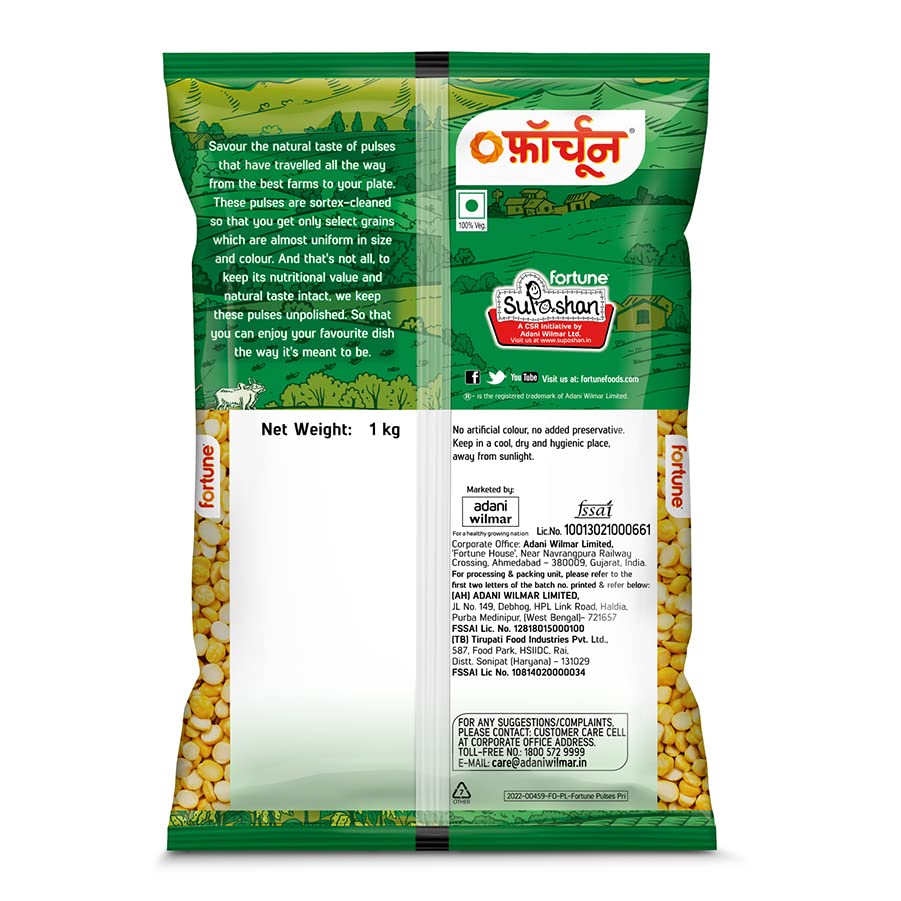 Savour the natural taste of pulses
that have travelled all the way
from the best farms to your plate.
These pulses are sortex-cleaned
so that you get only select grains
which are almost uniform in size
and colour. And that's not all, to
keep its nutritional value and
natural taste intact, we keep
these pulses unpolished. So that
you can enjoy your favourite dish
the way it's meant to be.
Net Weight: 1 kg
fortune
फ़ॉर्चून®
100% Veg.
fortune
SuPoshan
A CSR Initiative by
Adani Wilmar Ltd.
Visit us at www.suposhan.in
f You Tube Visit us at: fortunefoods.com
®- is the registered trademark of Adani Wilmar Limited
No artificial colour, no added preservative.
Keep in a cool, dry and hygienic place,
away from sunlight.
Marketed by:
adani
wilmar
For a healthy growing nation
fssai
Lic.No. 10013021000661
Corporate Office: Adani Wilmar Limited,
'Fortune House', Near Navrangpura Railway
Crossing, Ahmedabad - 380009, Gujarat, India.
For processing & packing unit, please refer to the
first two letters of the batch no. printed & refer below:
(AH) ADANI WILMAR LIMITED,
JL No. 149, Debhog, HPL Link Road, Haldia,
Purba Medinipur, (West Bengal)- 721657
FSSAI Lic. No. 12818015000100
(TB) Tirupati Food Industries Pvt. Ltd.,
587, Food Park, HSIIDC, Rai,
Distt. Sonipat (Haryana) - 131029
FSSAI Lic No. 10814020000034
FOR ANY SUGGESTIONS/COMPLAINTS,
PLEASE CONTACT: CUSTOMER CARE CELL
AT CORPORATE OFFICE ADDRESS.
TOLL-FREE NO.: 1800 572 9999
E-MAIL: care@adaniwilmar.in
7
OTHER
2022-00459-FO-PL-Fortune Pulses Pri
fortune